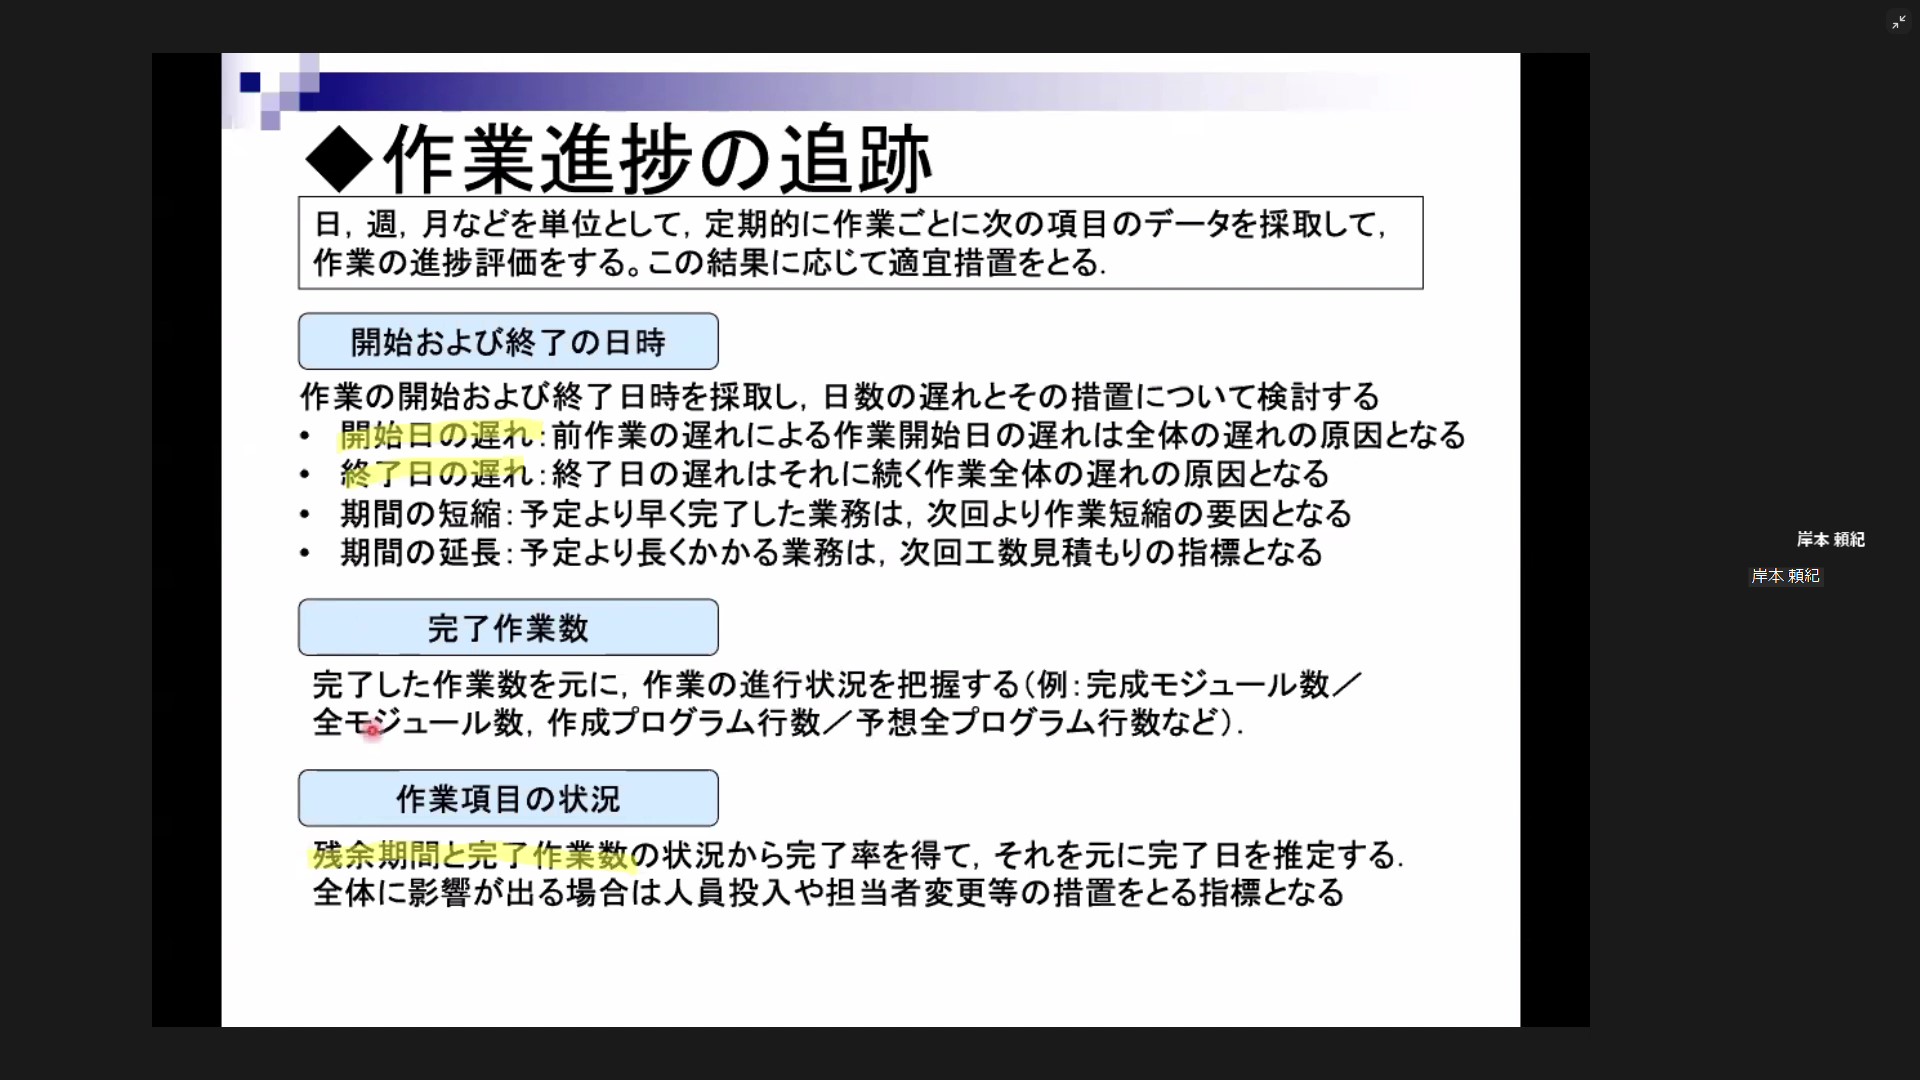 ◆作業進捗の追跡
日，週，月などを単位として，定期的に作業ごとに次の項目のデータを採取して，
作業の進捗評価をする。この結果に応じて適宜措置をとる．
開始および終了の日時
作業の開始および終了日時を採取し，日数の遅れとその措置について検討する
• 開始日の遅れ：前作業の遅れによる作業開始日の遅れは全体の遅れの原因となる
• 終了日の遅れ：終了日の遅れはそれに続く作業全体の遅れの原因となる
• 期間の短縮：予定より早く完了した業務は，次回より作業短縮の要因となる
• 期間の延長：予定より長くかかる業務は，次回工数見積もりの指標となる
完了作業数
完了した作業数を元に，作業の進行状況を把握する（例：完成モジュール数／
全モジュール数，作成プログラム行数／予想全プログラム行数など）．
作業項目の状況
残余期間と完了作業数の状況から完了率を得て，それを元に完了日を推定する．
全体に影響が出る場合は人員投入や担当者変更等の措置をとる指標となる
岸本 頼紀
岸本 頼紀